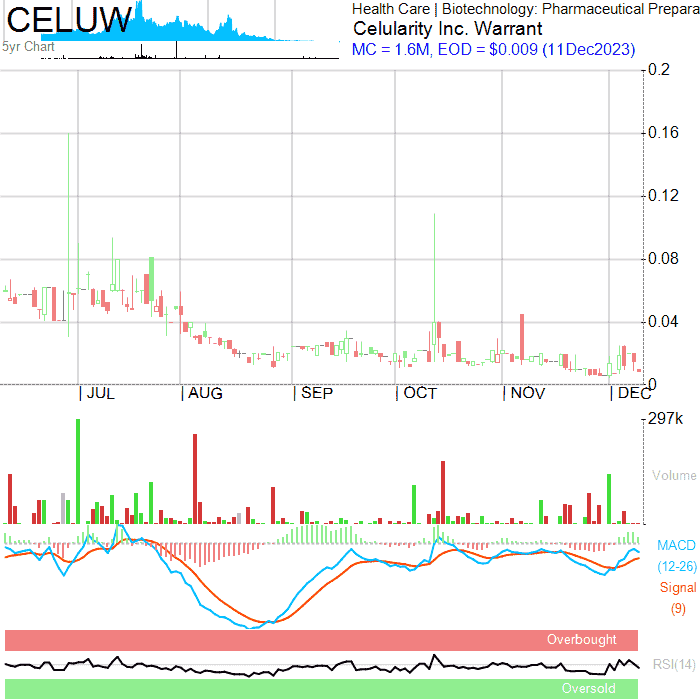 CELUW
Health Care | Biotechnology: Pharmaceutical Prepara
Celularity Inc. Warrant
MC = 1.6M, EOD = $0.009 (11Dec2023)
5yr Chart
0.2
0.16
0.12
0.08
0.04
0
| JUL | AUG | SEP | OCT | NOV | DEC
297k
Volume
MACD
(12-26)
Signal
(9)
Overbought
RSI(14)
Oversold